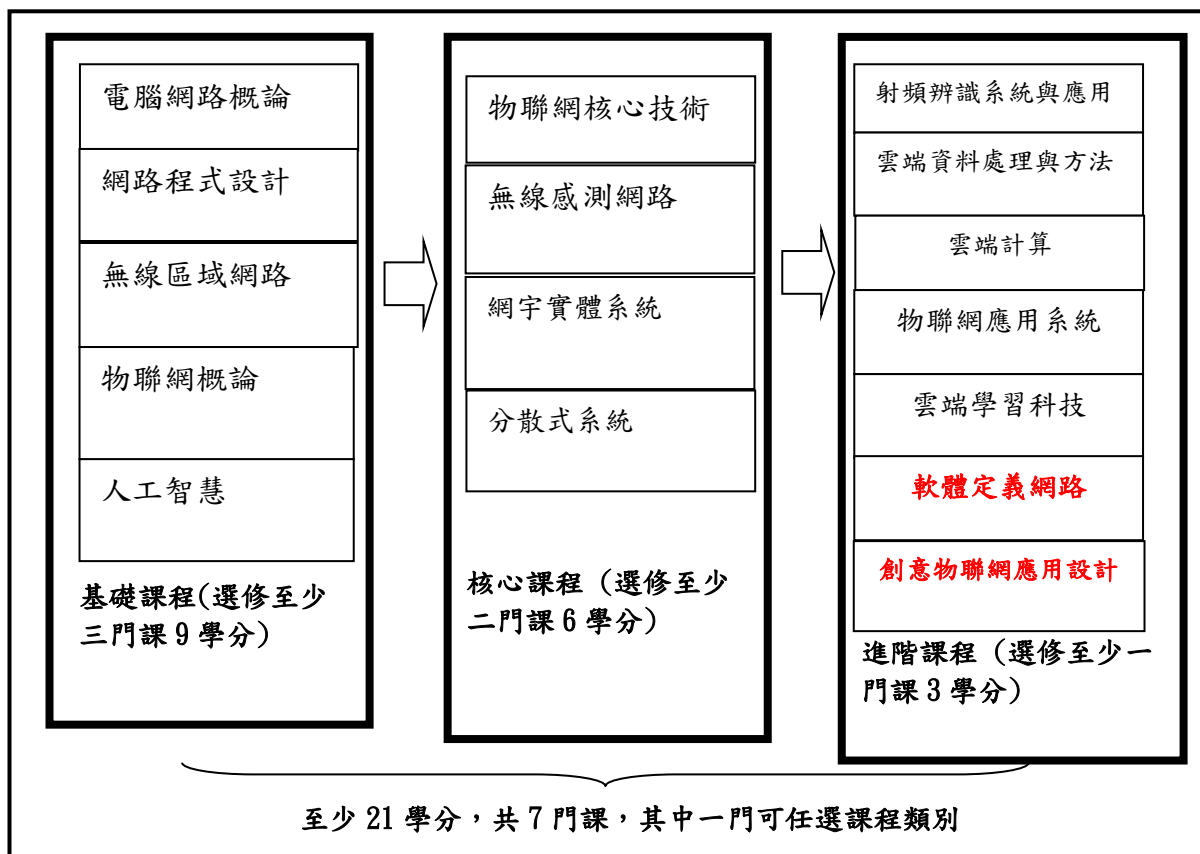 電腦網路概論
網路程式設計
無線區域網路
物聯網概論
人工智慧
基礎課程(選修至少
三門課 9 學分)
物聯網核心技術
無線感測網路
網宇實體系統
分散式系統
核心課程 (選修至少
二門課 6 學分)
射頻辨識系統與應用
雲端資料處理與方法
雲端計算
物聯網應用系統
雲端學習科技
軟體定義網路
創意物聯網應用設計
進階課程 (選修至少一
門課 3 學分)
至少 21 學分，共 7 門課，其中一門可任選課程類別